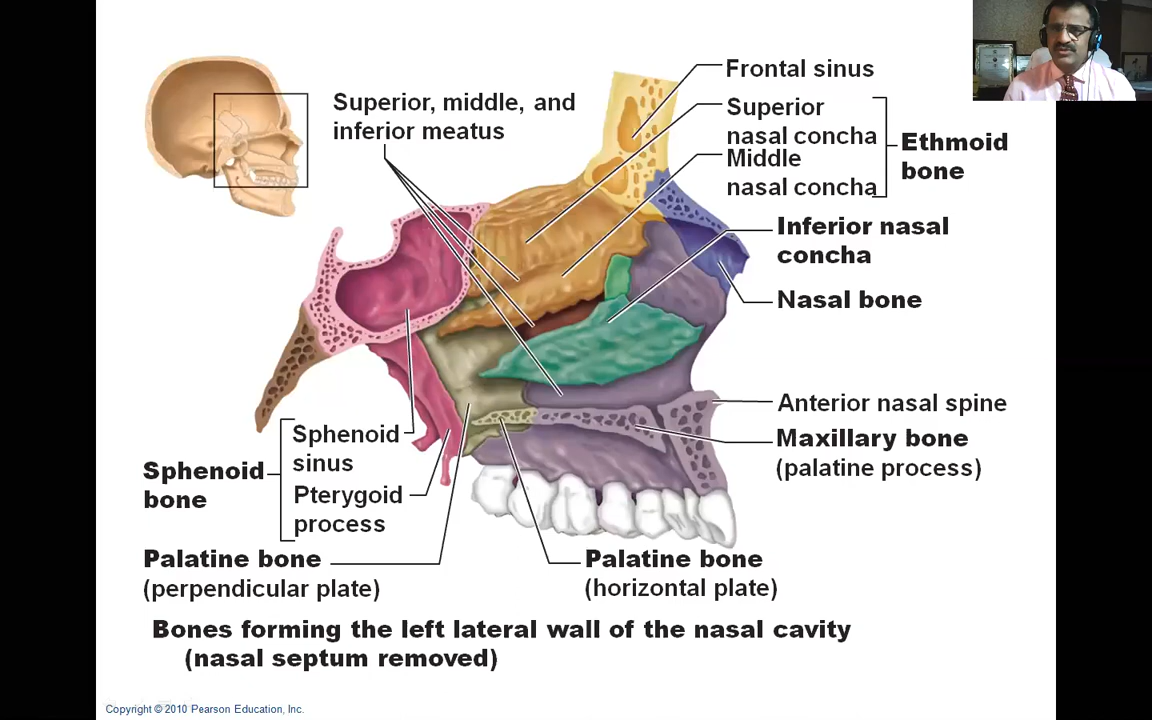 Frontal sinus
Superior, middle, and
inferior meatus
Superior
nasal concha
Middle
nasal concha
Ethmoid
bone
Inferior nasal
concha
Nasal bone
Anterior nasal spine
Maxillary bone
(palatine process)
Sphenoid
bone
Sphenoid
sinus
Pterygoid
process
Palatine bone
(perpendicular plate)
Palatine bone
(horizontal plate)
Bones forming the left lateral wall of the nasal cavity
(nasal septum removed)
Copyright © 2010 Pearson Education, Inc.